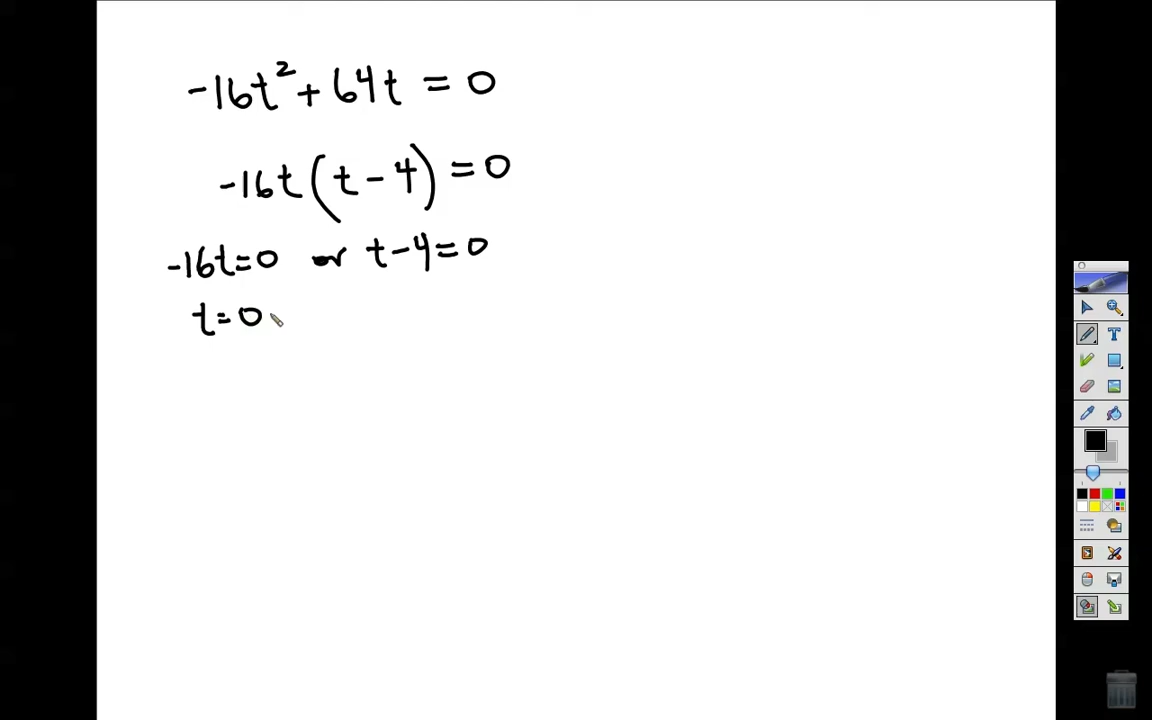 -16t² + 64t = 0
-16t(t - 4) = 0
-16t = 0 or t - 4 = 0
t = 0